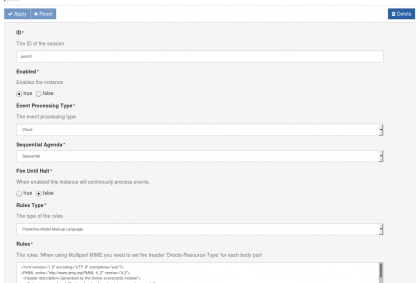 Apply Reset Delete
ID*
The ID of the session
pmml
Enabled*
Enables the instance
true false
Event Processing Type*
The event processing type
Cloud
Sequential Agenda*
Sequential
Fire Until Halt*
When enabled this instance will continuously process events.
true false
Rules Type*
The type of the rules
Predictive Model Markup Language
Rules*
The rules. When using Multipart MIME you need to set the header 'Drools-Resource-Type' for each body part
<?xml version="1.0" encoding="UTF-8" standalone="yes"?>
<PMML xmlns="http://www.dmg.org/PMML-4_2" version="4.2">
<Header description="generated by the drools-scorecards module">